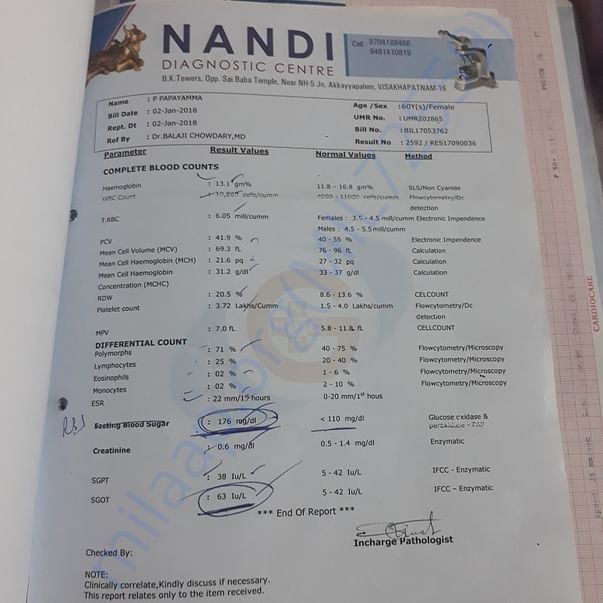 NANDI
DIAGNOSTIC CENTRE
Cell : 9704189486
9491410819
B.K.Towers, Opp. Sai Baba Temple, Near NH-5 Jn, Akkayyapalem, VISAKHAPATNAM-16
Name : P PAPAYAMMA Age /Sex :60Y(s)/Female
Bill Date : 02-Jan-2018 UMR No. : UMR202865
Rept. Dt : 02-Jan-2018 Bill No. :BIL17053762
Ref By : Dr.BALAJI CHOWDARY,MD Result No : 2592 / RES17090036
Parameter Result Values Normal Values Method
COMPLETE BLOOD COUNTS
Haemoglobin : 13.1 gm% 11.8 - 16.8 gm% SLS/Non Cyanide
Count cells/cumm 4000 - 11000 cells/cumm Flowcytometry/Dc
detection
T.RBC : 6.05 mill/cumm Females : 3.5 - 4.5 mill/cumm Electronic Impendence
Males : 4.5 - 5.5 mill/cumm
PCV : 41.9 % 40 - 55 % Electronic Impendence
Mean Cell Volume (MCV) : 69.3 fL 76 - 96 fL Calculation
Mean Cell Haemoglobin (MCH) : 21.6 pg 27 - 32 pq Calculation
Mean Cell Haemoglobin : 31.2 g/dl 33 - 37 g/dl Calculation
Concentration (MCHC)
RDW : 20.5 % 8.6 - 13.6 % CELCOUNT
Platelet count : 3.72 Lakhs/Cumm 1.5 - 4.0 Lakhs/cumm Flowcytometry/Dc
detection
MPV : 7.0 fL 5.8 - 11.8 fL CELLCOUNT
DIFFERENTIAL COUNT
Polymorphs : 71 % 40 - 75 % Flowcytometry/Microscopy
Lymphocytes : 25 % 20 - 40 % Flowcytometry/Microscopy
Eosinophils : 02 % 1 - 6 % Flowcytometry/Microscopy
Monocytes : 02 % 2 - 10 % Flowcytometry/Microscopy
ESR : 22 mm/1st hours 0-20 mm/1st hours
RBS Fasting Blood Sugar : 176 mg/dl < 110 mg/dl Glucose oxidase &
peroxidase
Creatinine : 0.6 mg/dl 0.5 - 1.4 mg/dl Enzymatic
SGPT : 38 Iu/L 5 - 42 Iu/L IFCC - Enzymatic
SGOT : 63 Iu/L 5 - 42 Iu/L IFCC - Enzymatic
*** End Of Report ***
Incharge Pathologist
Checked By:
NOTE:
Clinically correlate,Kindly discuss if necessary.
This report relates only to the item received.
CARDIOCARE